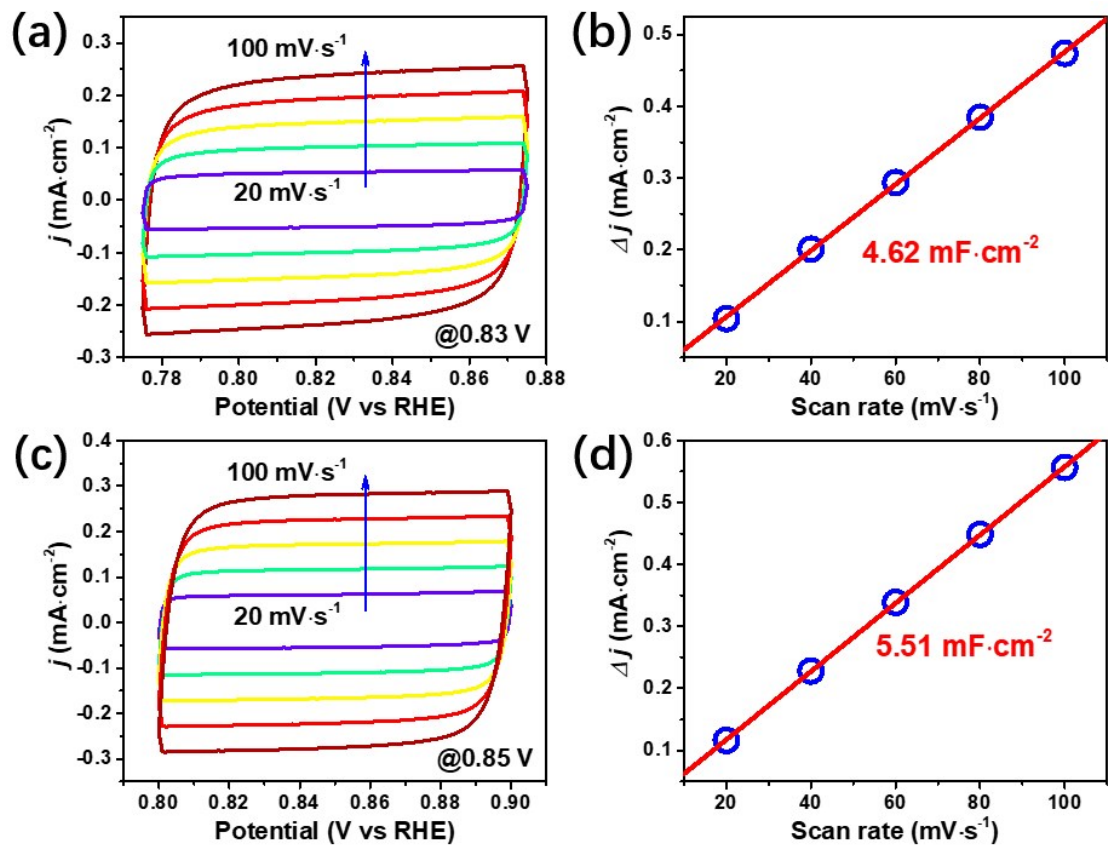 (a)
0.3
0.2
0.1
0.0
-0.1
-0.2
-0.3
j (mA·cm⁻²)
100 mV·s⁻¹
20 mV·s⁻¹
@0.83 V
0.78 0.80 0.82 0.84 0.86 0.88
Potential (V vs RHE)
(b)
0.5
0.4
0.3
0.2
0.1
Δ j (mA·cm⁻²)
4.62 mF·cm⁻²
20 40 60 80 100
Scan rate (mV·s⁻¹)
(c)
0.4
0.3
0.2
0.1
0.0
-0.1
-0.2
-0.3
j (mA·cm⁻²)
100 mV·s⁻¹
20 mV·s⁻¹
@0.85 V
0.80 0.82 0.84 0.86 0.88 0.90
Potential (V vs RHE)
(d)
0.6
0.5
0.4
0.3
0.2
0.1
Δ j (mA·cm⁻²)
5.51 mF·cm⁻²
20 40 60 80 100
Scan rate (mV·s⁻¹)